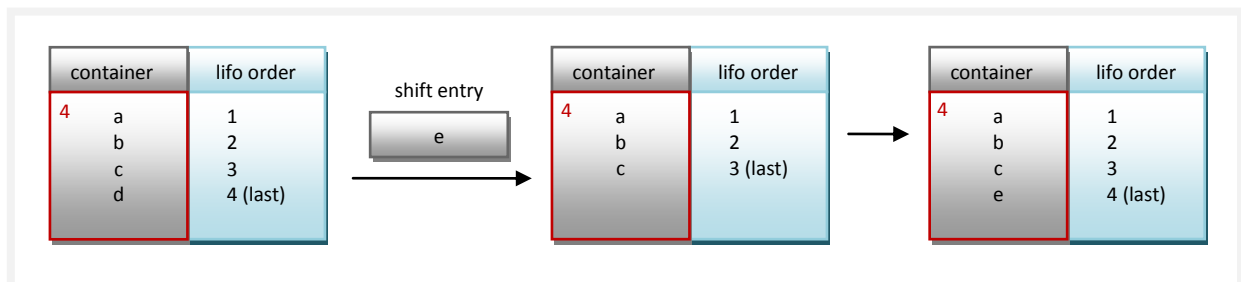 container lifo order
4 a 1
b 2
c 3
d 4 (last)
shift entry
e
container lifo order
4 a 1
b 2
c 3 (last)
container lifo order
4 a 1
b 2
c 3
e 4 (last)